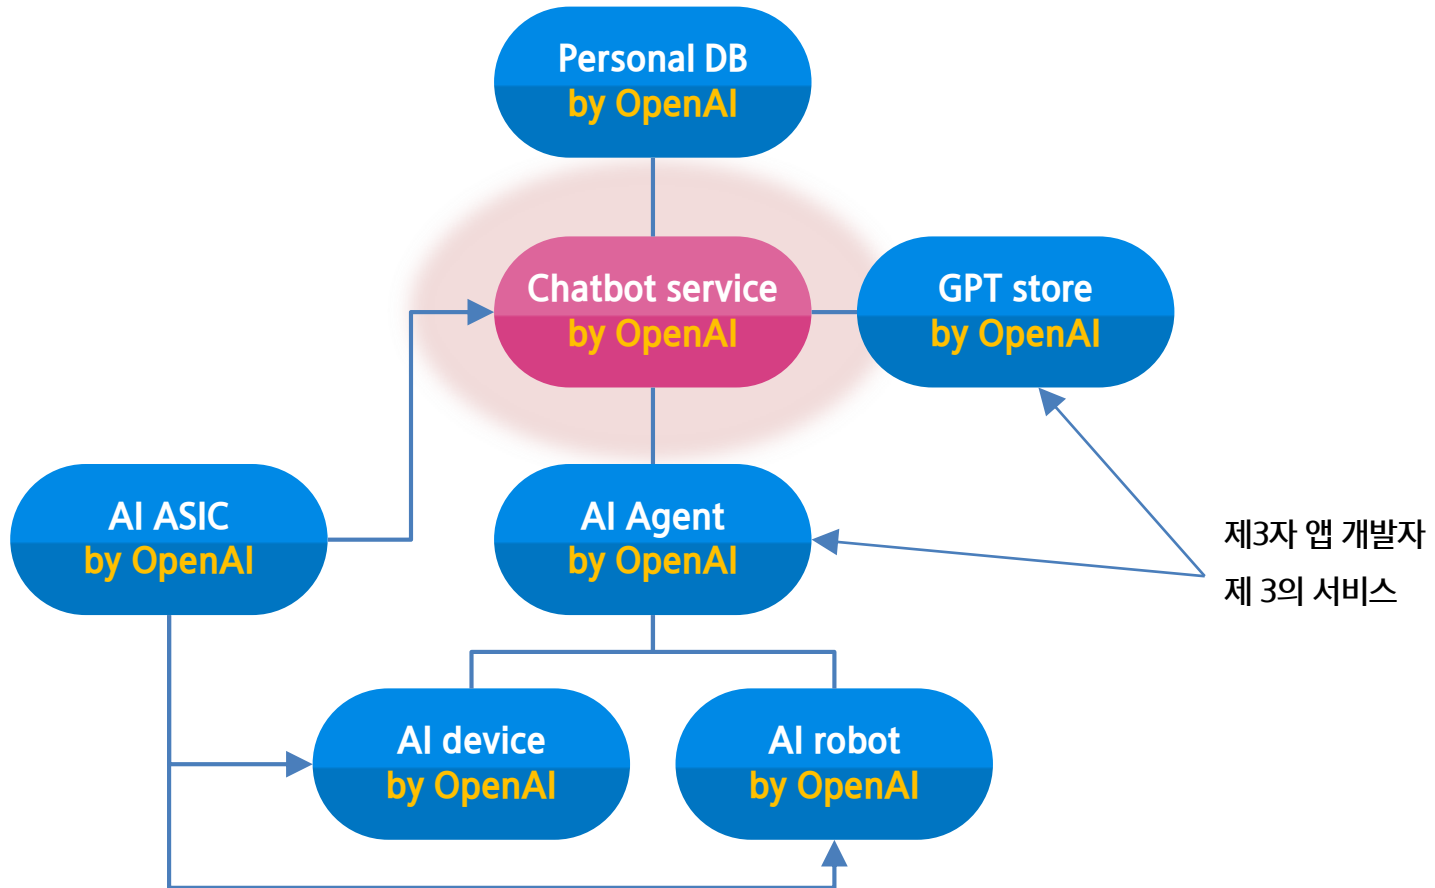 Personal DB
by OpenAI
Chatbot service
by OpenAI
GPT store
by OpenAI
AI ASIC
by OpenAI
AI Agent
by OpenAI
제3자 앱 개발자
제 3의 서비스
AI device
by OpenAI
AI robot
by OpenAI